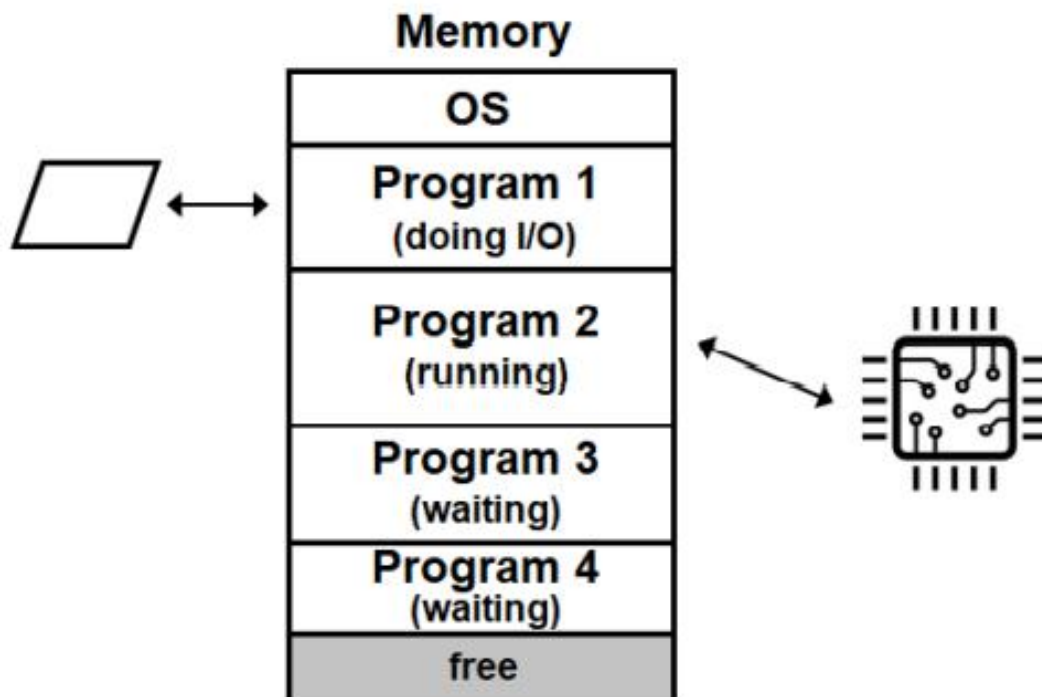 Memory
OS
Program 1
(doing I/O)
Program 2
(running)
Program 3
(waiting)
Program 4
(waiting)
free